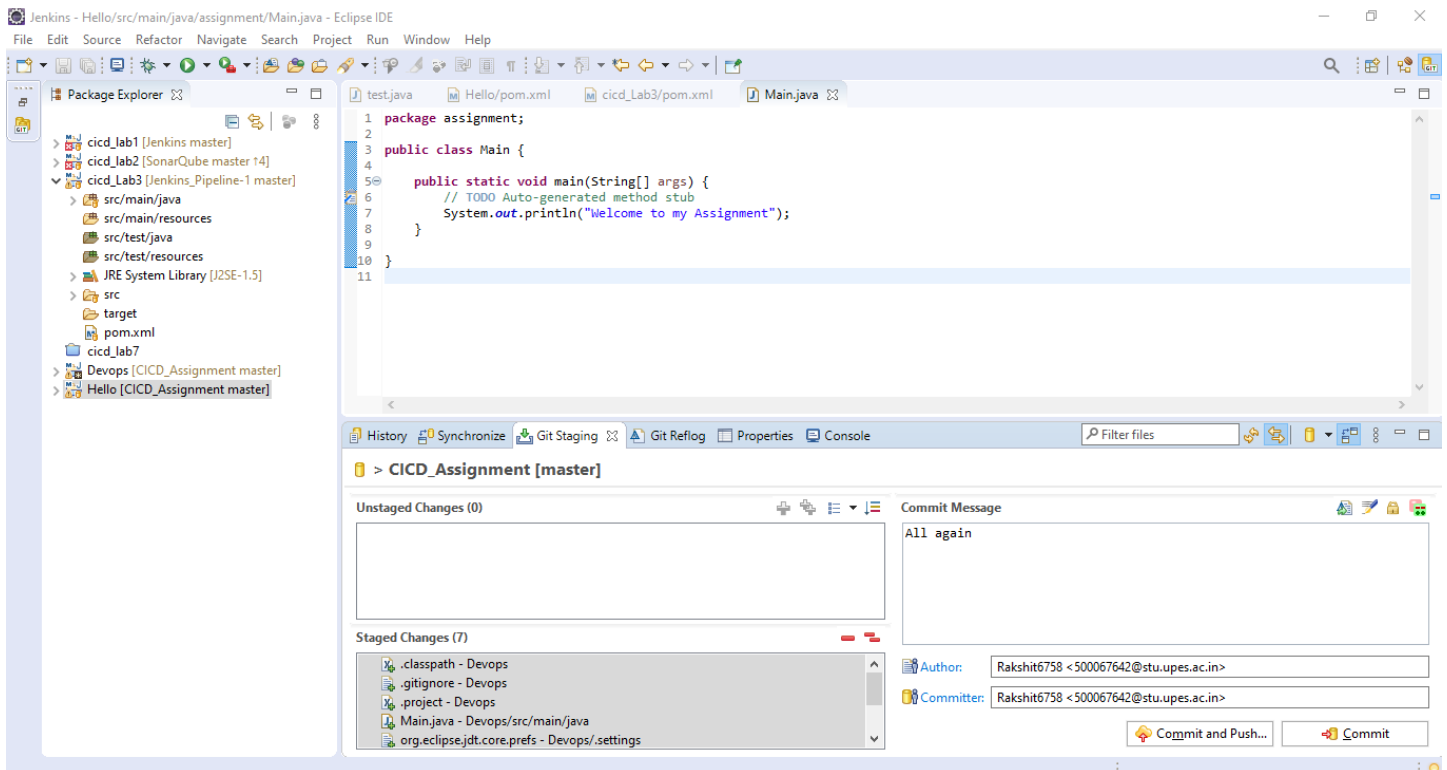 Jenkins - Hello/src/main/java/assignment/Main.java - Eclipse IDE
File Edit Source Refactor Navigate Search Project Run Window Help
Package Explorer
cicd_lab1 [Jenkins master]
cicd_lab2 [SonarQube master ↑4]
cicd_Lab3 [Jenkins_Pipeline-1 master]
src/main/java
src/main/resources
src/test/java
src/test/resources
JRE System Library [J2SE-1.5]
src
target
pom.xml
cicd_lab7
Devops [CICD_Assignment master]
Hello [CICD_Assignment master]
test.java Hello/pom.xml cicd_Lab3/pom.xml Main.java
1 package assignment;
2
3 public class Main {
4
5 public static void main(String[] args) {
6 // TODO Auto-generated method stub
7 System.out.println("Welcome to my Assignment");
8 }
9
10 }
11
History Synchronize Git Staging Git Reflog Properties Console
Filter files
> CICD_Assignment [master]
Unstaged Changes (0)
Staged Changes (7)
.classpath - Devops
.gitignore - Devops
.project - Devops
Main.java - Devops/src/main/java
org.eclipse.jdt.core.prefs - Devops/.settings
Commit Message
All again
Author: Rakshit6758 <500067642@stu.upes.ac.in>
Committer: Rakshit6758 <500067642@stu.upes.ac.in>
Commit and Push... Commit